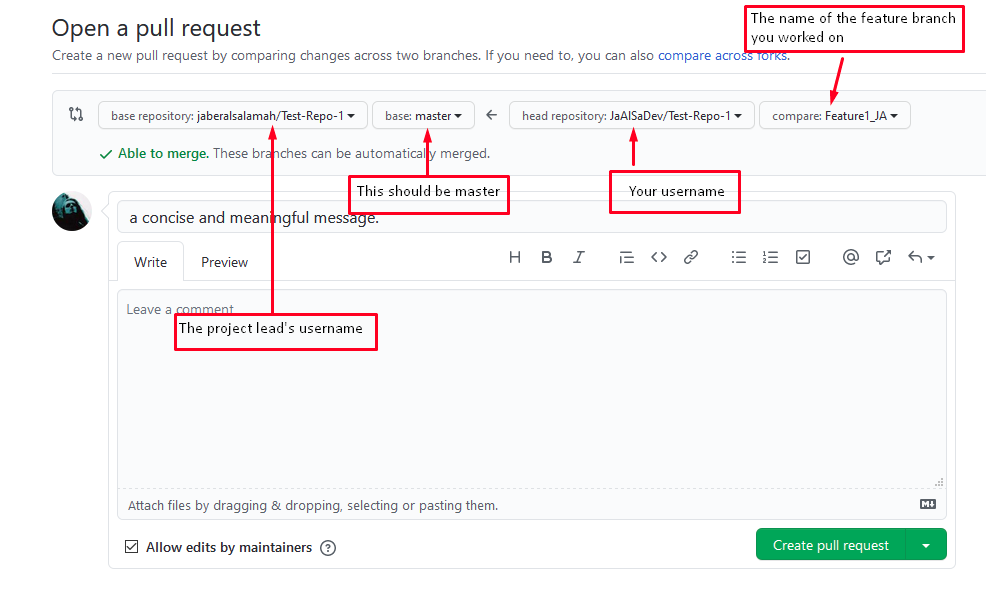 Open a pull request
The name of the feature branch
you worked on
Create a new pull request by comparing changes across two branches. If you need to, you can also compare across forks.
base repository: jaberalsalamah/Test-Repo-1 base: master head repository: JaAlSaDev/Test-Repo-1 compare: Feature1_JA
Able to merge. These branches can be automatically merged.
This should be master
Your username
a concise and meaningful message.
Write Preview H B I
Leave a comment
The project lead's username
Attach files by dragging & dropping, selecting or pasting them.
Allow edits by maintainers
Create pull request